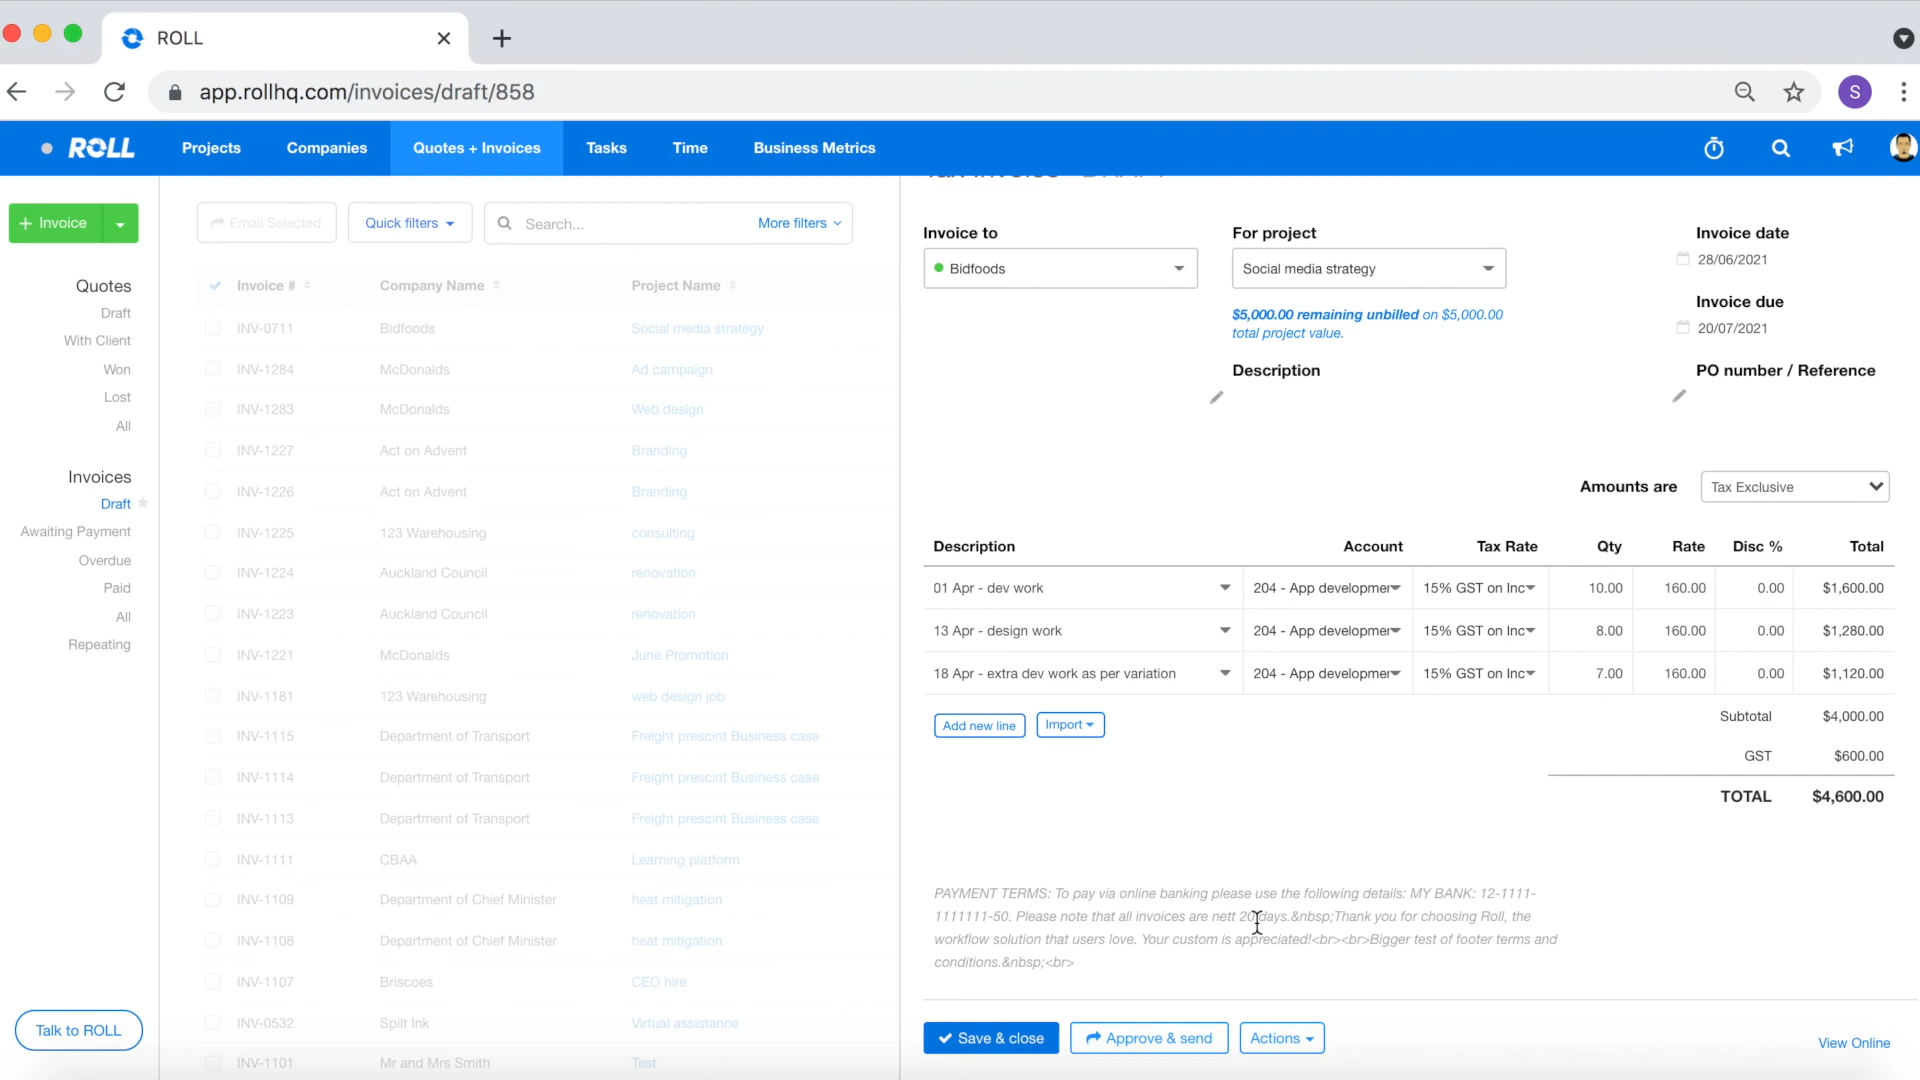 ROLL
app.rollhq.com/invoices/draft/858
S
ROLL
Projects
Companies
Quotes + Invoices
Tasks
Time
Business Metrics
+ Invoice
Quotes
Draft
With Client
Won
Lost
All
Invoices
Draft
Awaiting Payment
Overdue
Paid
All
Repeating
Talk to ROLL
Email Selected
Quick filters
Search...
More filters
Invoice # Company Name Project Name
INV-0711 Bidfoods Social media strategy
INV-1284 McDonalds Ad campaign
INV-1283 McDonalds Web design
INV-1227 Act on Advent Branding
INV-1226 Act on Advent Branding
INV-1225 123 Warehousing consulting
INV-1224 Auckland Council renovation
INV-1223 Auckland Council renovation
INV-1221 McDonalds June Promotion
INV-1181 123 Warehousing web design job
INV-1115 Department of Transport Freight prescint Business case
INV-1114 Department of Transport Freight prescint Business case
INV-1113 Department of Transport Freight prescint Business case
INV-1111 CBAA Learning platform
INV-1109 Department of Chief Minister heat mitigation
INV-1108 Department of Chief Minister heat mitigation
INV-1107 Briscoes CEO hire
INV-0532 Spilt Ink Virtual assistance
INV-1101 Mr and Mrs Smith Test
Invoice to
Bidfoods
For project
Social media strategy
$5,000.00 remaining unbilled on $5,000.00
total project value.
Description
Invoice date
28/06/2021
Invoice due
20/07/2021
PO number / Reference
Amounts are Tax Exclusive
Description Account Tax Rate Qty Rate Disc % Total
01 Apr - dev work 204 - App developmer 15% GST on Inc 10.00 160.00 0.00 $1,600.00
13 Apr - design work 204 - App developmer 15% GST on Inc 8.00 160.00 0.00 $1,280.00
18 Apr - extra dev work as per variation 204 - App developmer 15% GST on Inc 7.00 160.00 0.00 $1,120.00
Add new line
Import
Subtotal $4,000.00
GST $600.00
TOTAL $4,600.00
PAYMENT TERMS: To pay via online banking please use the following details: MY BANK: 12-1111-
1111111-50. Please note that all invoices are nett 20 days.&nbsp;Thank you for choosing Roll, the
workflow solution that users love. Your custom is appreciated!<br><br>Bigger test of footer terms and
conditions.&nbsp;<br>
Save & close
Approve & send
Actions
View Online